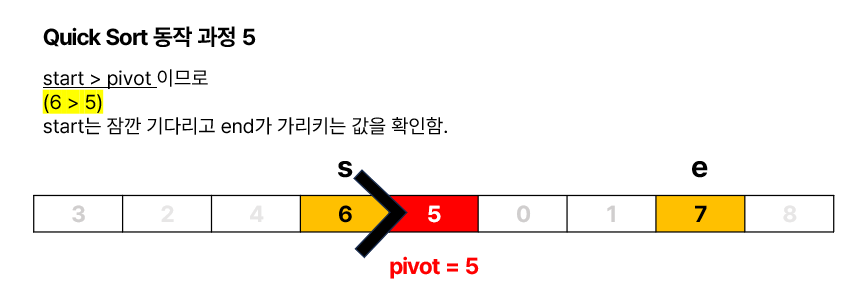 Quick Sort 동작 과정 5
start > pivot 이므로
(6 > 5)
start는 잠깐 기다리고 end가 가리키는 값을 확인함.
s e
3 2 4 6 5 0 1 7 8
pivot = 5